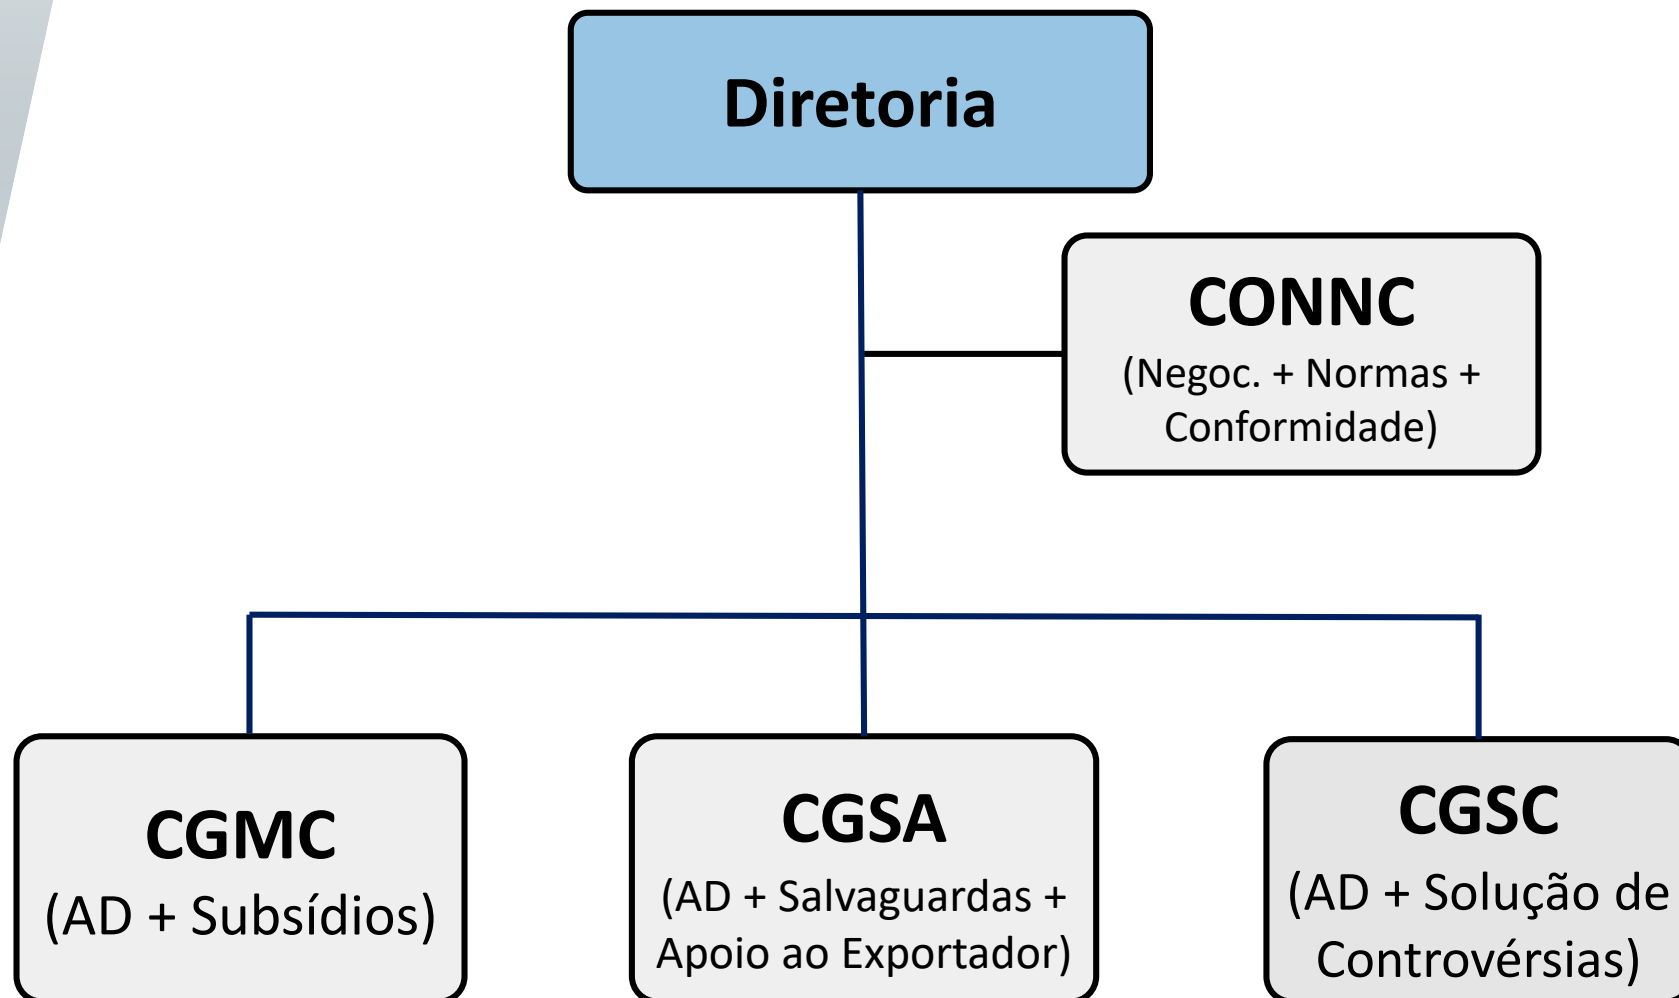 Diretoria
CONNC
(Negoc. + Normas +
Conformidade)
CGMC
(AD + Subsídios)
CGSA
(AD + Salvaguardas +
Apoio ao Exportador)
CGSC
(AD + Solução de
Controvérsias)